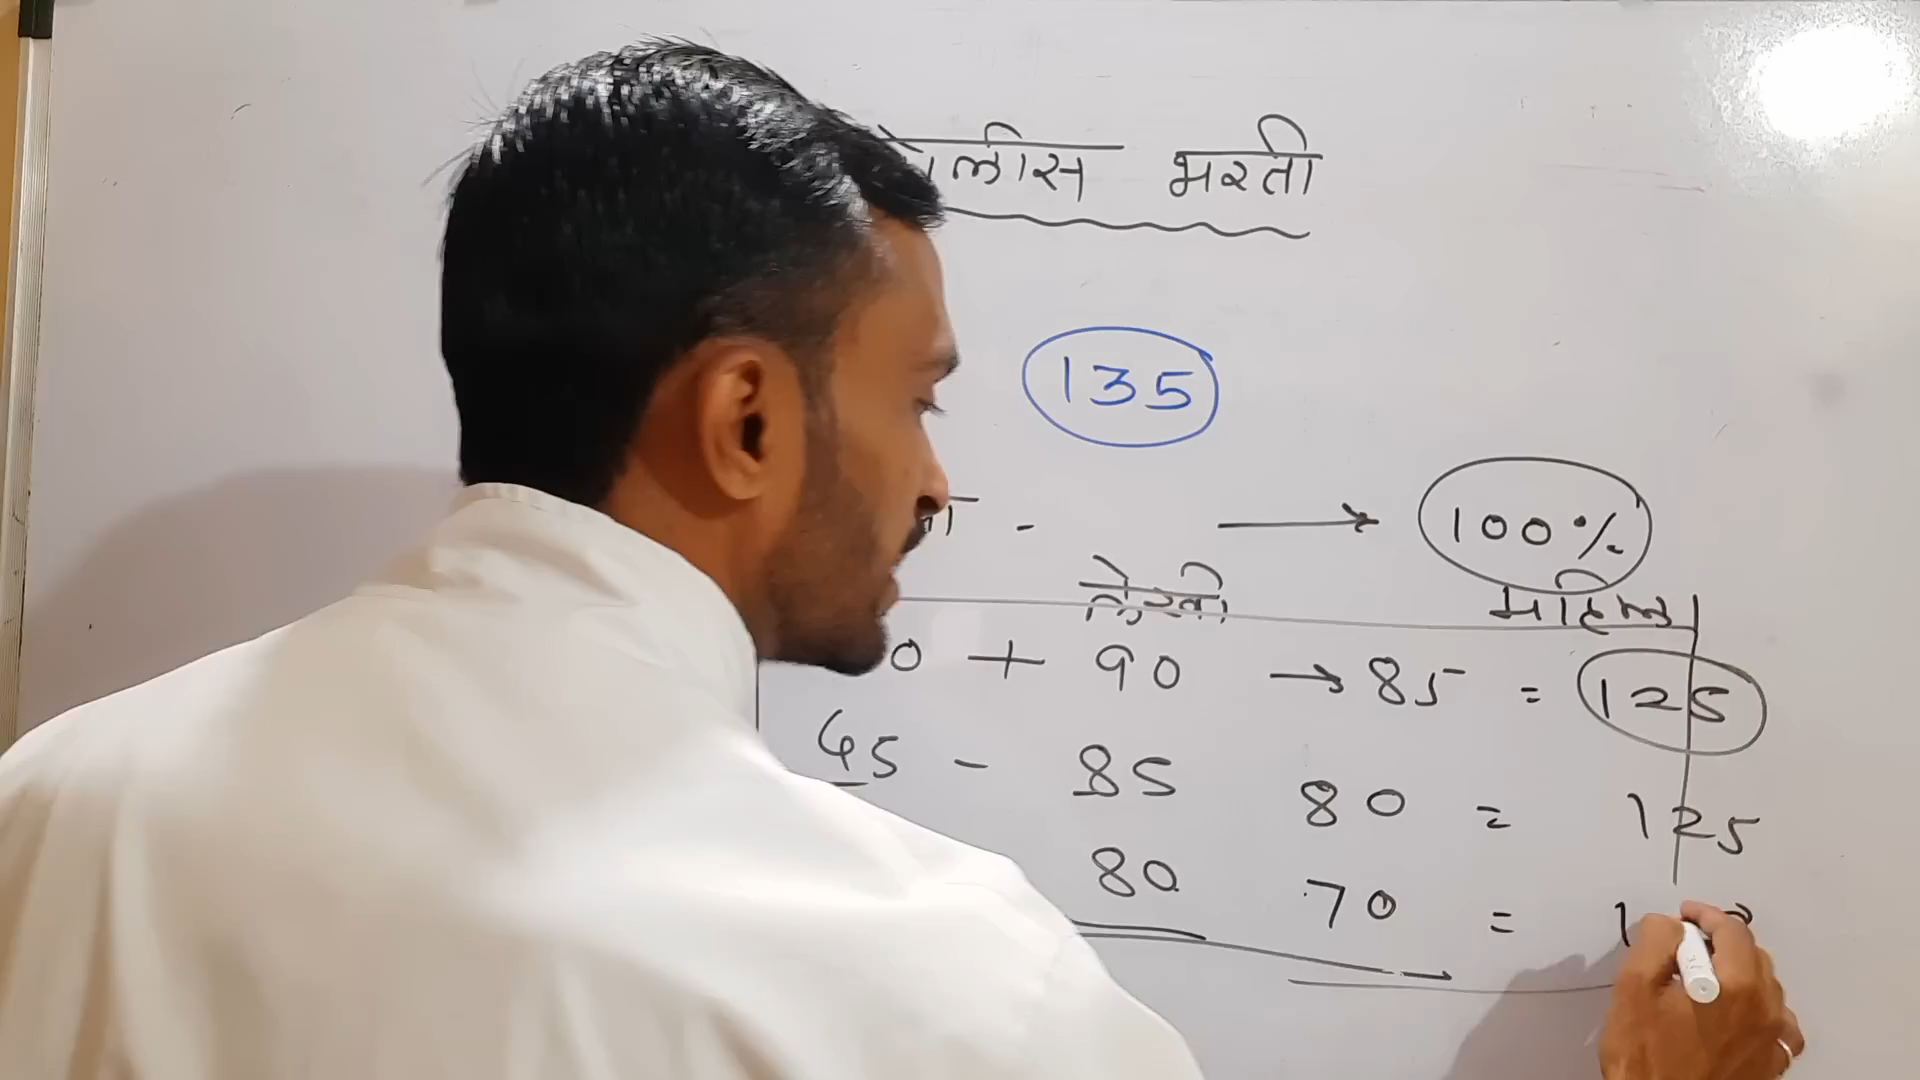 लीस भरती
135
→ 100%
लेखी महिला
0 + 90 → 85 = 125
45 - 85 80 = 125
80 70 =